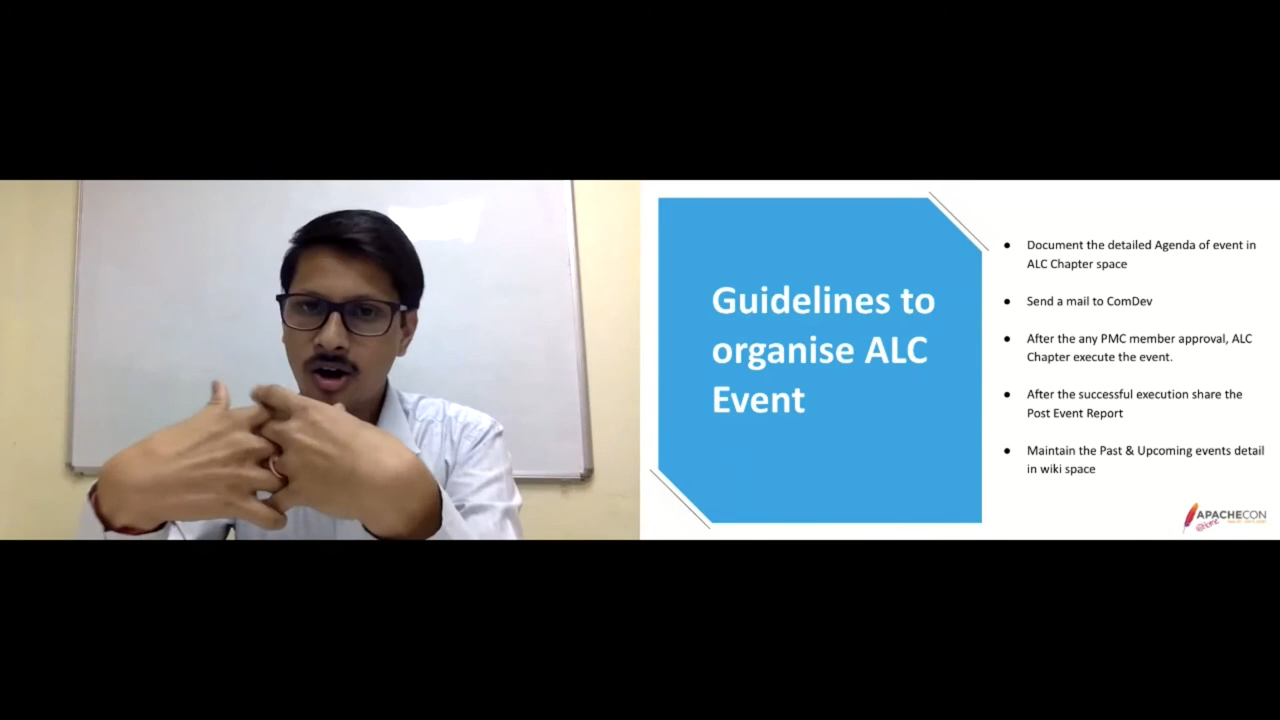 Guidelines to
organise ALC
Event
● Document the detailed Agenda of event in
ALC Chapter space
● Send a mail to ComDev
● After the any PMC member approval, ALC
Chapter execute the event.
● After the successful execution share the
Post Event Report
● Maintain the Past & Upcoming events detail
in wiki space
APACHECON
@Home